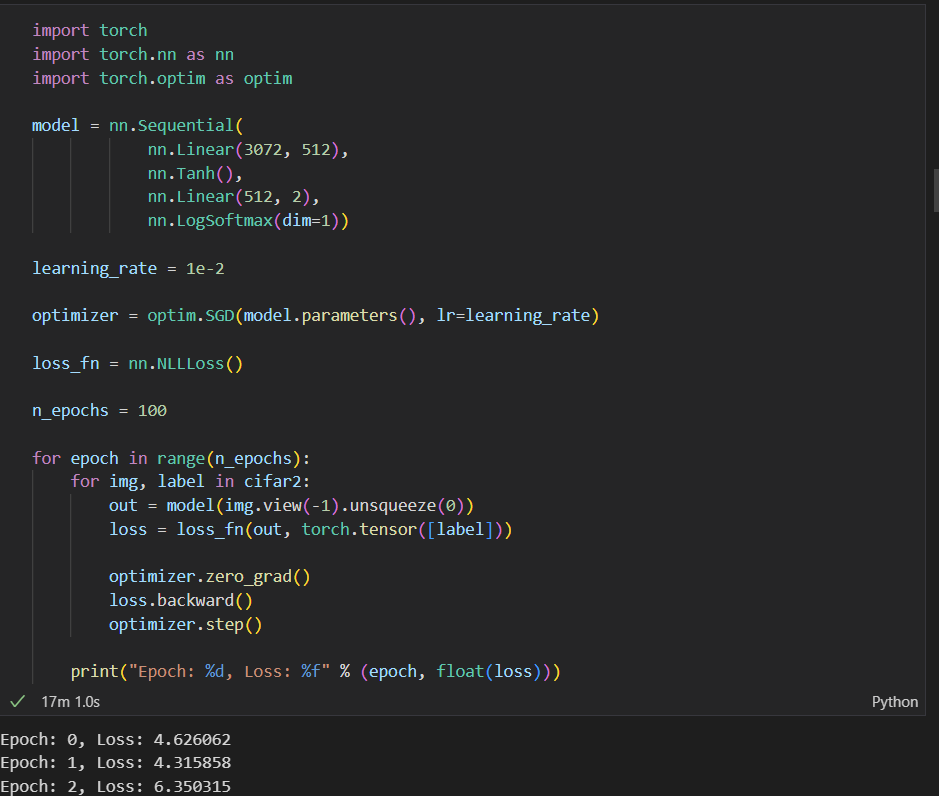 import torch
import torch.nn as nn
import torch.optim as optim
model = nn.Sequential(
nn.Linear(3072, 512),
nn.Tanh(),
nn.Linear(512, 2),
nn.LogSoftmax(dim=1))
learning_rate = 1e-2
optimizer = optim.SGD(model.parameters(), lr=learning_rate)
loss_fn = nn.NLLLoss()
n_epochs = 100
for epoch in range(n_epochs):
for img, label in cifar2:
out = model(img.view(-1).unsqueeze(0))
loss = loss_fn(out, torch.tensor([label]))
optimizer.zero_grad()
loss.backward()
optimizer.step()
print("Epoch: %d, Loss: %f" % (epoch, float(loss)))
17m 1.0s Python
Epoch: 0, Loss: 4.626062
Epoch: 1, Loss: 4.315858
Epoch: 2, Loss: 6.350315